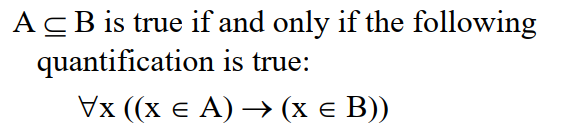 A ⊆ B is true if and only if the following
quantification is true:
∀x ((x ∈ A) → (x ∈ B))